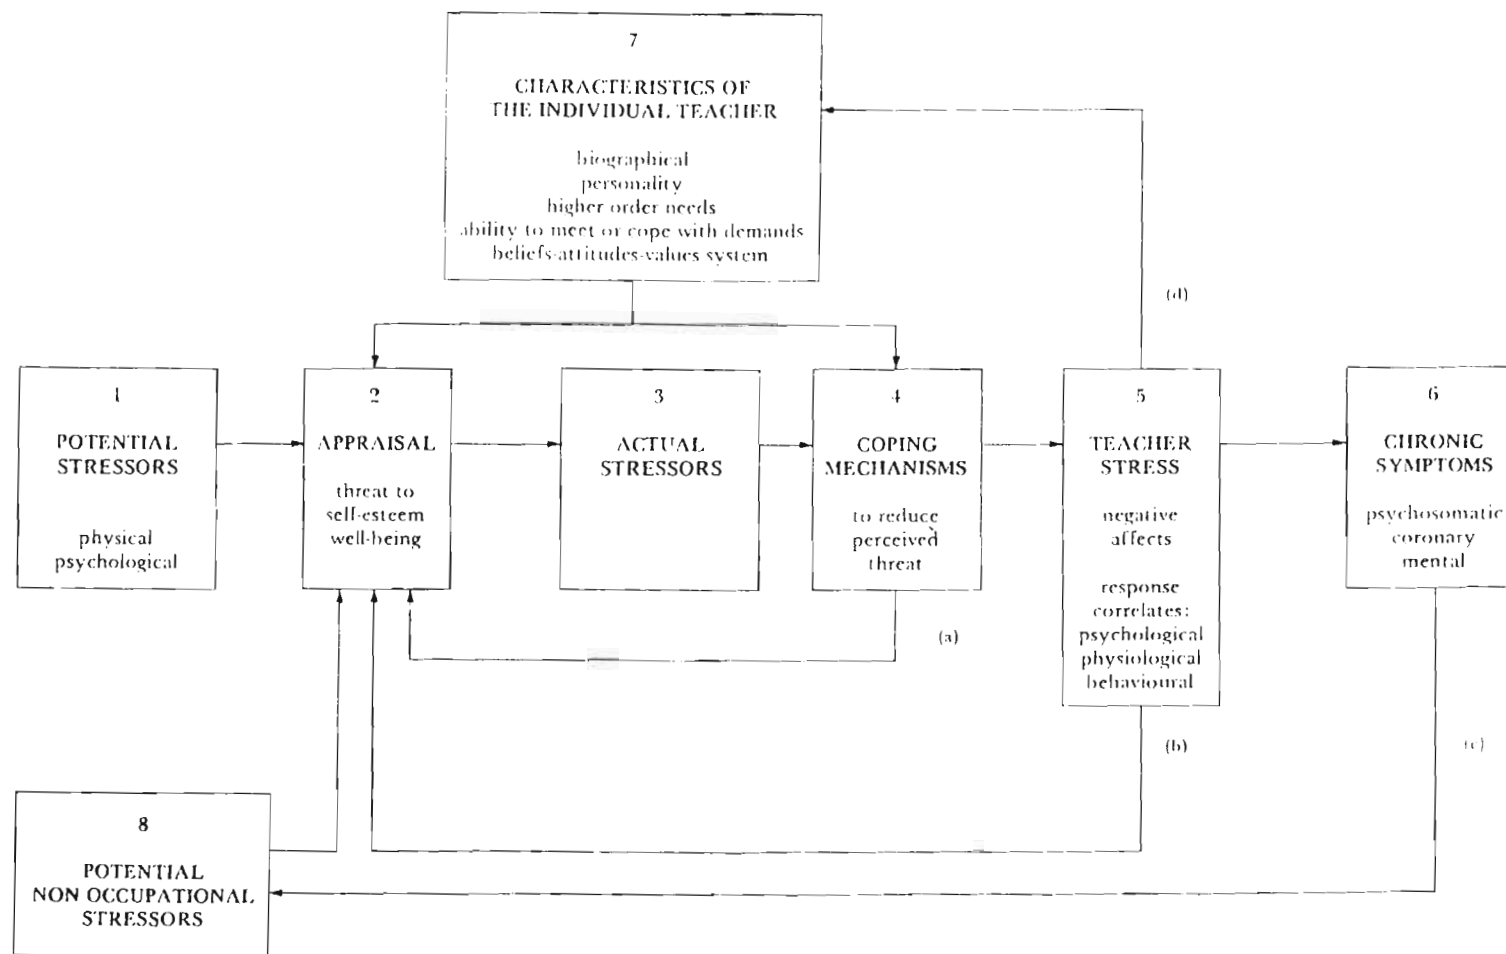 7
CHARACTERISTICS OF
THE INDIVIDUAL TEACHER
biographical
personality
higher order needs
ability to meet or cope with demands
beliefs-attitudes-values system
(d)
1
POTENTIAL
STRESSORS
physical
psychological
2
APPRAISAL
threat to
self-esteem
well-being
3
ACTUAL
STRESSORS
4
COPING
MECHANISMS
to reduce
perceived
threat
5
TEACHER
STRESS
negative
affects
response
correlates:
psychological
physiological
behavioural
6
CHRONIC
SYMPTOMS
psychosomatic
coronary
mental
(a)
(b)
(c)
8
POTENTIAL
NON OCCUPATIONAL
STRESSORS